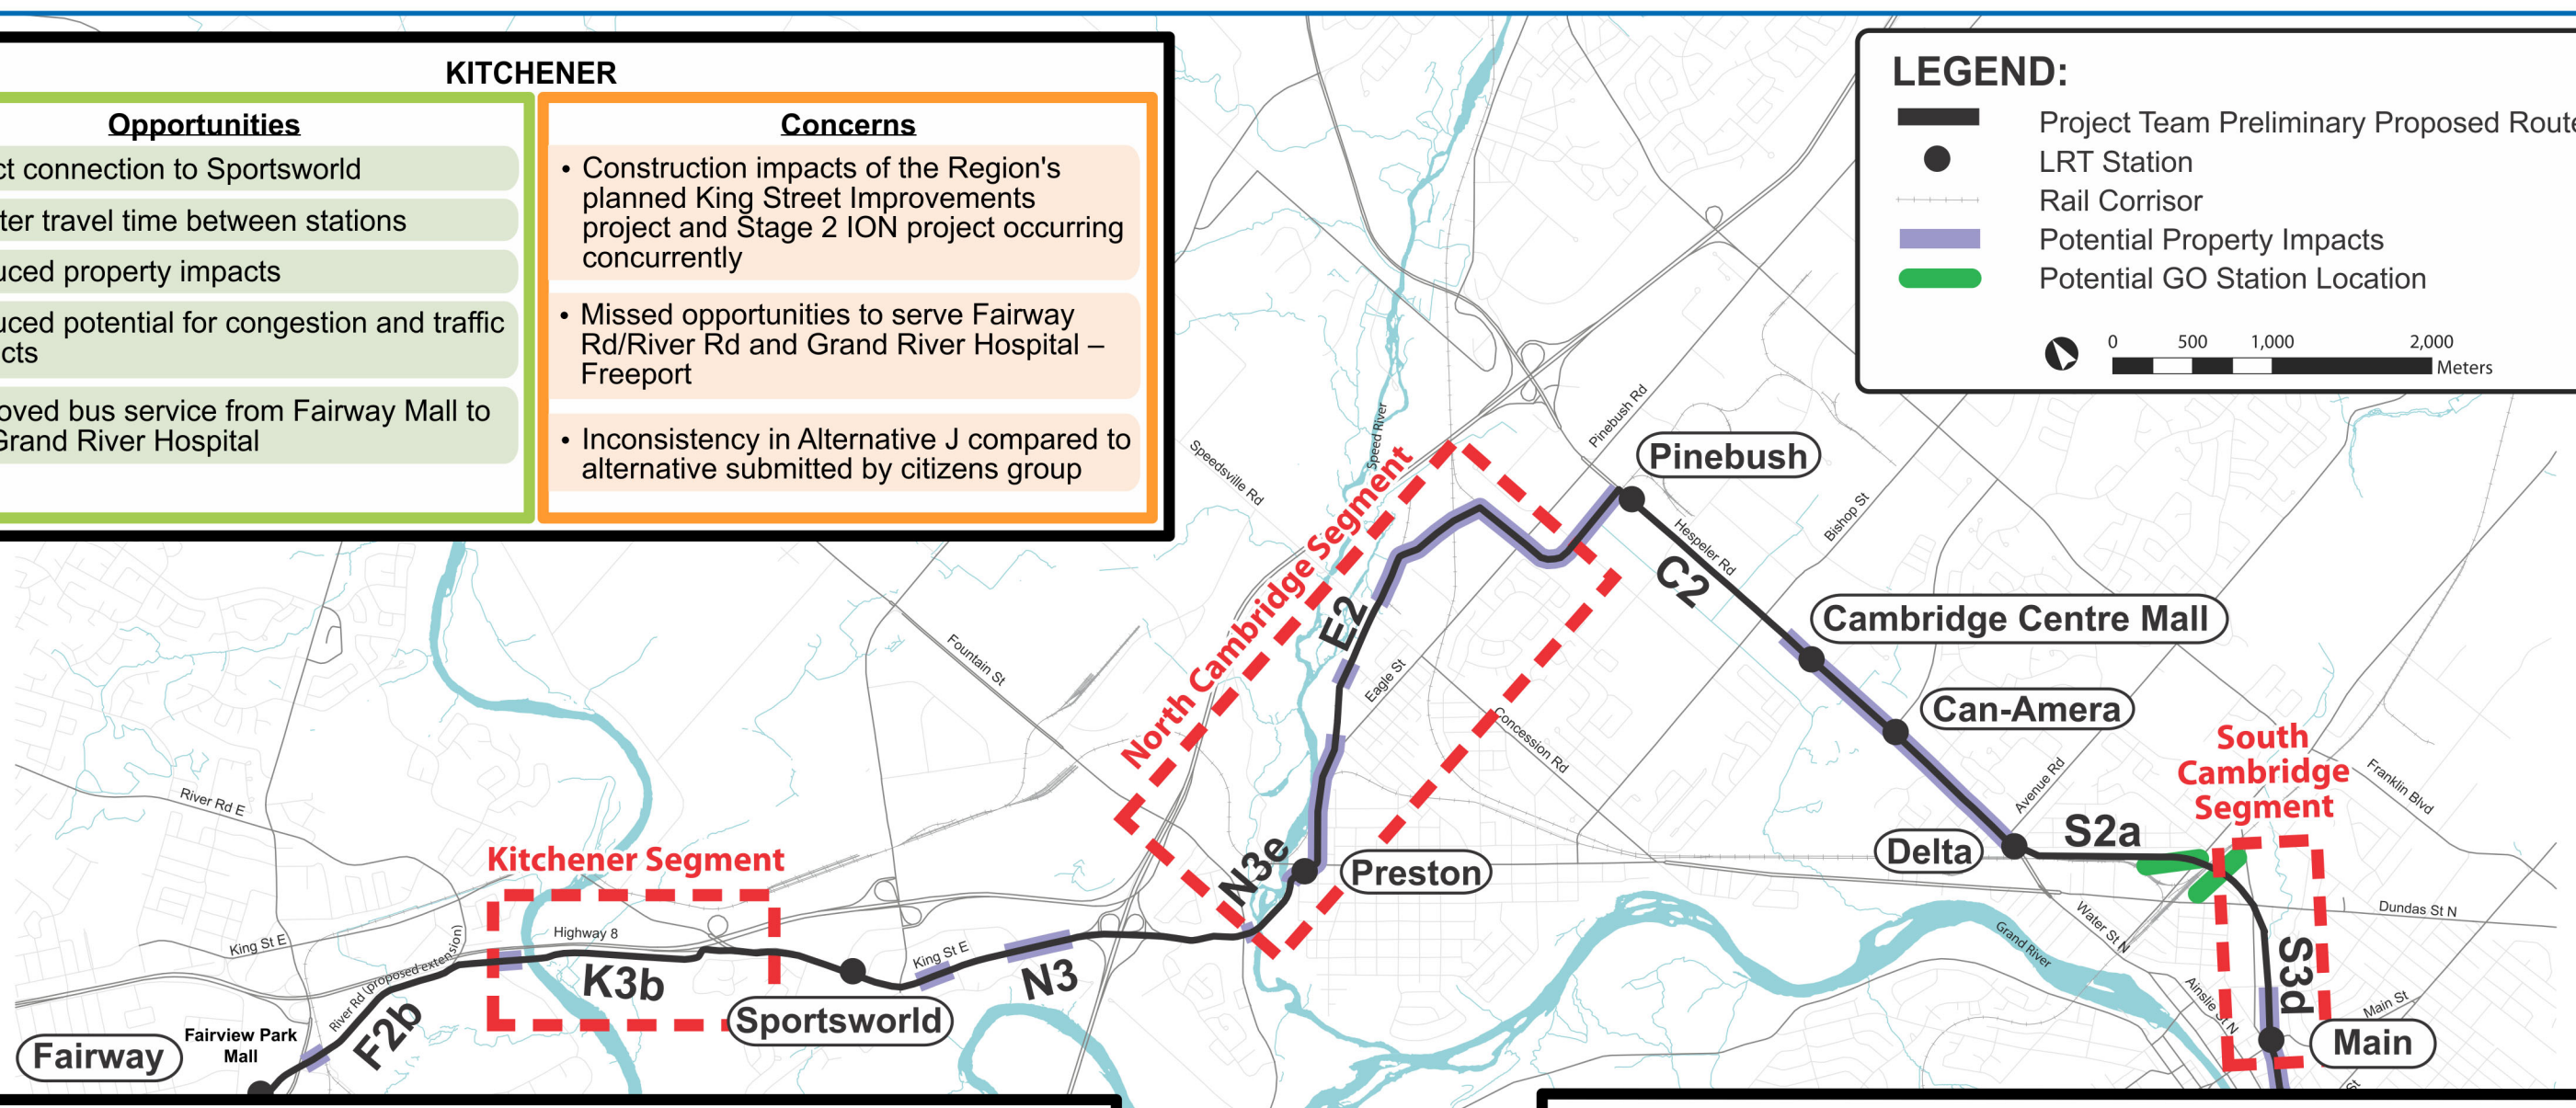 KITCHENER
Opportunities
ct connection to Sportsworld
ter travel time between stations
uced property impacts
uced potential for congestion and traffic
cts
oved bus service from Fairway Mall to
Grand River Hospital
Concerns
• Construction impacts of the Region's
planned King Street Improvements
project and Stage 2 ION project occurring
concurrently
• Missed opportunities to serve Fairway
Rd/River Rd and Grand River Hospital –
Freeport
• Inconsistency in Alternative J compared to
alternative submitted by citizens group
LEGEND:
Project Team Preliminary Proposed Route
LRT Station
Rail Corrisor
Potential Property Impacts
Potential GO Station Location
0 500 1,000 2,000
Meters
Speed River
Speedsville Rd
Pinebush Rd
Pinebush
Hespeler Rd
Bishop St
C2
North Cambridge Segment
E2
Cambridge Centre Mall
Fountain St
Eagle St
Concession Rd
Can-Amera
South
Cambridge
Segment
Franklin Blvd
Avenue Rd
River Rd E
S2a
Delta
Kitchener Segment
N3e
Preston
Dundas St N
Water St N
Grand River
King St E
Highway 8
River Rd (proposed extension)
King St E
K3b
N3
S3d
Ainslie St N
Main St
Sportsworld
F2b
Fairview Park
Mall
Fairway
Main
St